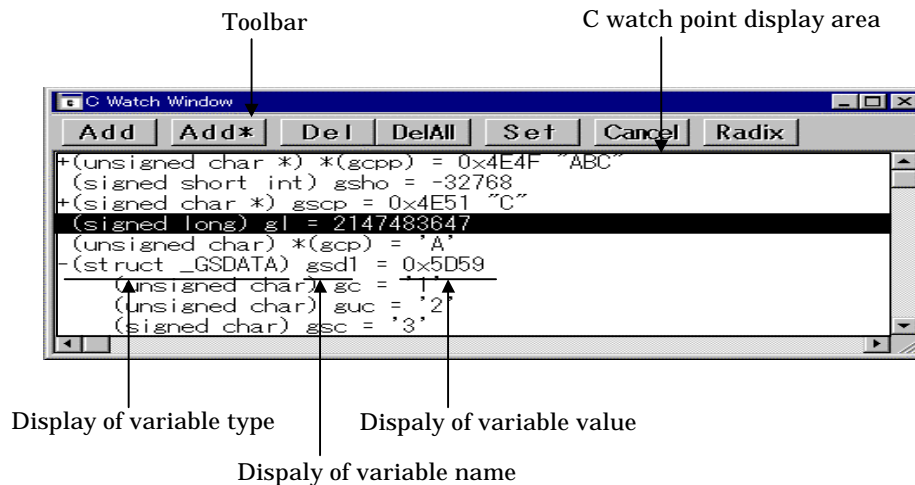 Toolbar
C watch point display area
C Watch Window
Add Add* Del DelAll Set Cancel Radix
+(unsigned char *) *(gcpp) = 0x4E4F "ABC"
(signed short int) gsho = -32768
+(signed char *) gscp = 0x4E51 "C"
(signed long) gl = 2147483647
(unsigned char) *(gcp) = 'A'
-(struct _GSDATA) gsd1 = 0x5D59
(unsigned char) gc = '1'
(unsigned char) guc = '2'
(signed char) gsc = '3'
Display of variable type
Dispaly of variable value
Dispaly of variable name